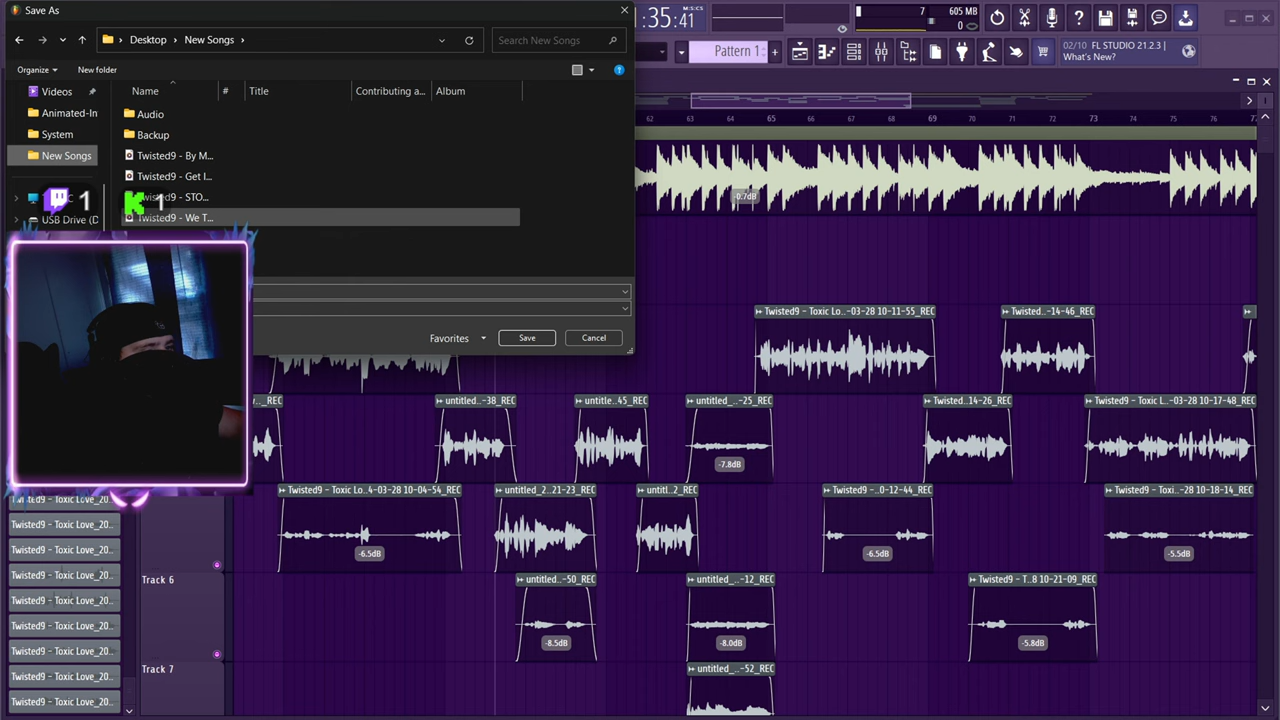 Save As
Desktop
New Songs
Search New Songs
Organize
New folder
Name
#
Title
Contributing a...
Album
Videos
Animated-In
System
New Songs
USB Drive (D
Audio
Backup
Twisted9 - By M...
Twisted9 - Get I...
Twisted9 - STO...
Twisted9 - We T...
1
1
Favorites
Save
Cancel
:35:41
M:S:CS
7
605 MB
0
Pattern 1
02/10 FL STUDIO 21.2.3 |
What's New?
62 63 64 65 66 67 68 69 70 71 72 73 74 75 76 77
-0.7dB
Twisted9 - Toxic Lo...-03-28 10-11-55_REC
Twisted..-14-46_REC
.._REC
untitled...-38_REC
untitle...45_REC
untitled_...-25_REC
Twisted...14-26_REC
Twisted9 - Toxic L...-03-28 10-17-48_REC
-7.8dB
Twisted9 - Toxic Love...4-03-28 10-04-54_REC
untitled_2...21-23_REC
untitl...2_REC
Twisted9 -...0-12-44_REC
Twisted9 - Toxi...-28 10-18-14_REC
-6.5dB
-6.5dB
-5.5dB
Twisted9 - Toxic Love_20..
Twisted9 - Toxic Love_20..
Twisted9 - Toxic Love_20..
Twisted9 - Toxic Love_20..
Twisted9 - Toxic Love_20..
Twisted9 - Toxic Love_20..
Twisted9 - Toxic Love_20..
Twisted9 - Toxic Love_20..
Twisted9 - Toxic Love_20..
Track 6
untitled...-50_REC
untitled_...-12_REC
Twisted9 - T...8 10-21-09_REC
-8.5dB
-8.0dB
-5.8dB
Track 7
untitled_...-52_REC